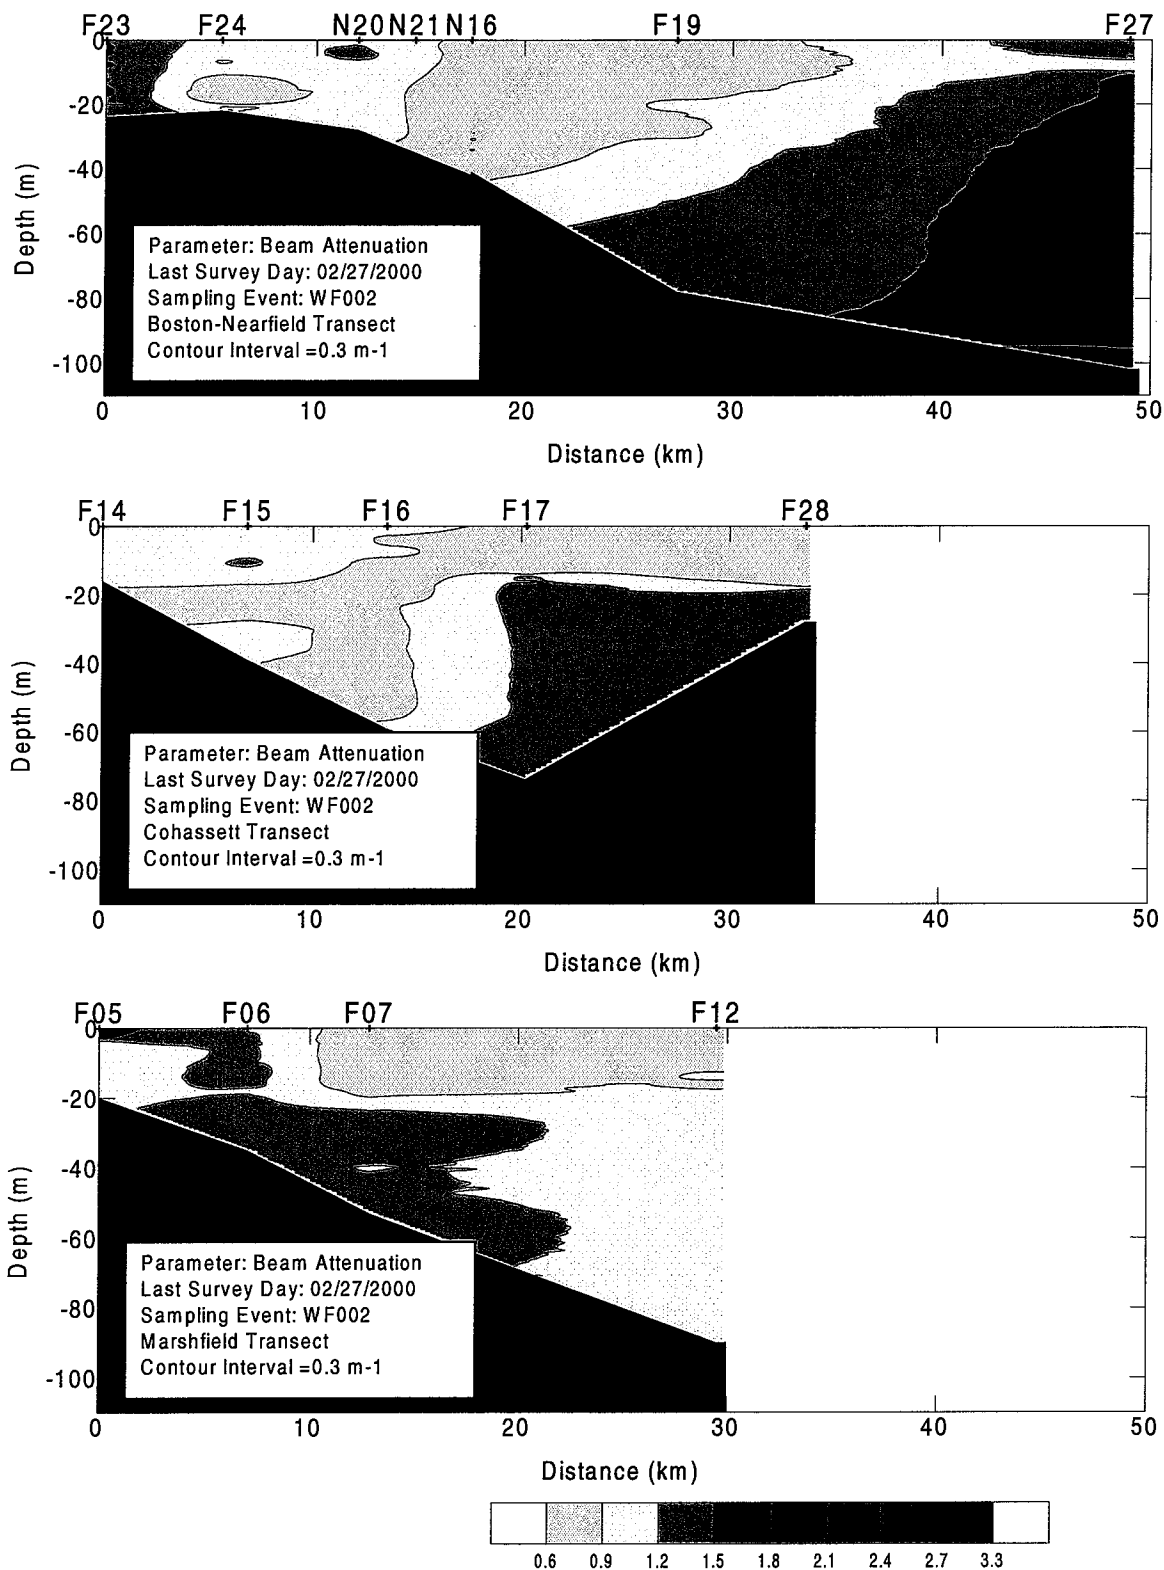 F23 F24 N20 N21 N16 F19 F27
0
-20
-40
-60
-80
-100
Depth (m)
Parameter: Beam Attenuation
Last Survey Day: 02/27/2000
Sampling Event: WF002
Boston-Nearfield Transect
Contour Interval =0.3 m-1
0 10 20 30 40 50
Distance (km)
F14 F15 F16 F17 F28
0
-20
-40
-60
-80
-100
Depth (m)
Parameter: Beam Attenuation
Last Survey Day: 02/27/2000
Sampling Event: WF002
Cohassett Transect
Contour Interval =0.3 m-1
0 10 20 30 40 50
Distance (km)
F05 F06 F07 F12
0
-20
-40
-60
-80
-100
Depth (m)
Parameter: Beam Attenuation
Last Survey Day: 02/27/2000
Sampling Event: WF002
Marshfield Transect
Contour Interval =0.3 m-1
0 10 20 30 40 50
Distance (km)
0.6 0.9 1.2 1.5 1.8 2.1 2.4 2.7 3.3